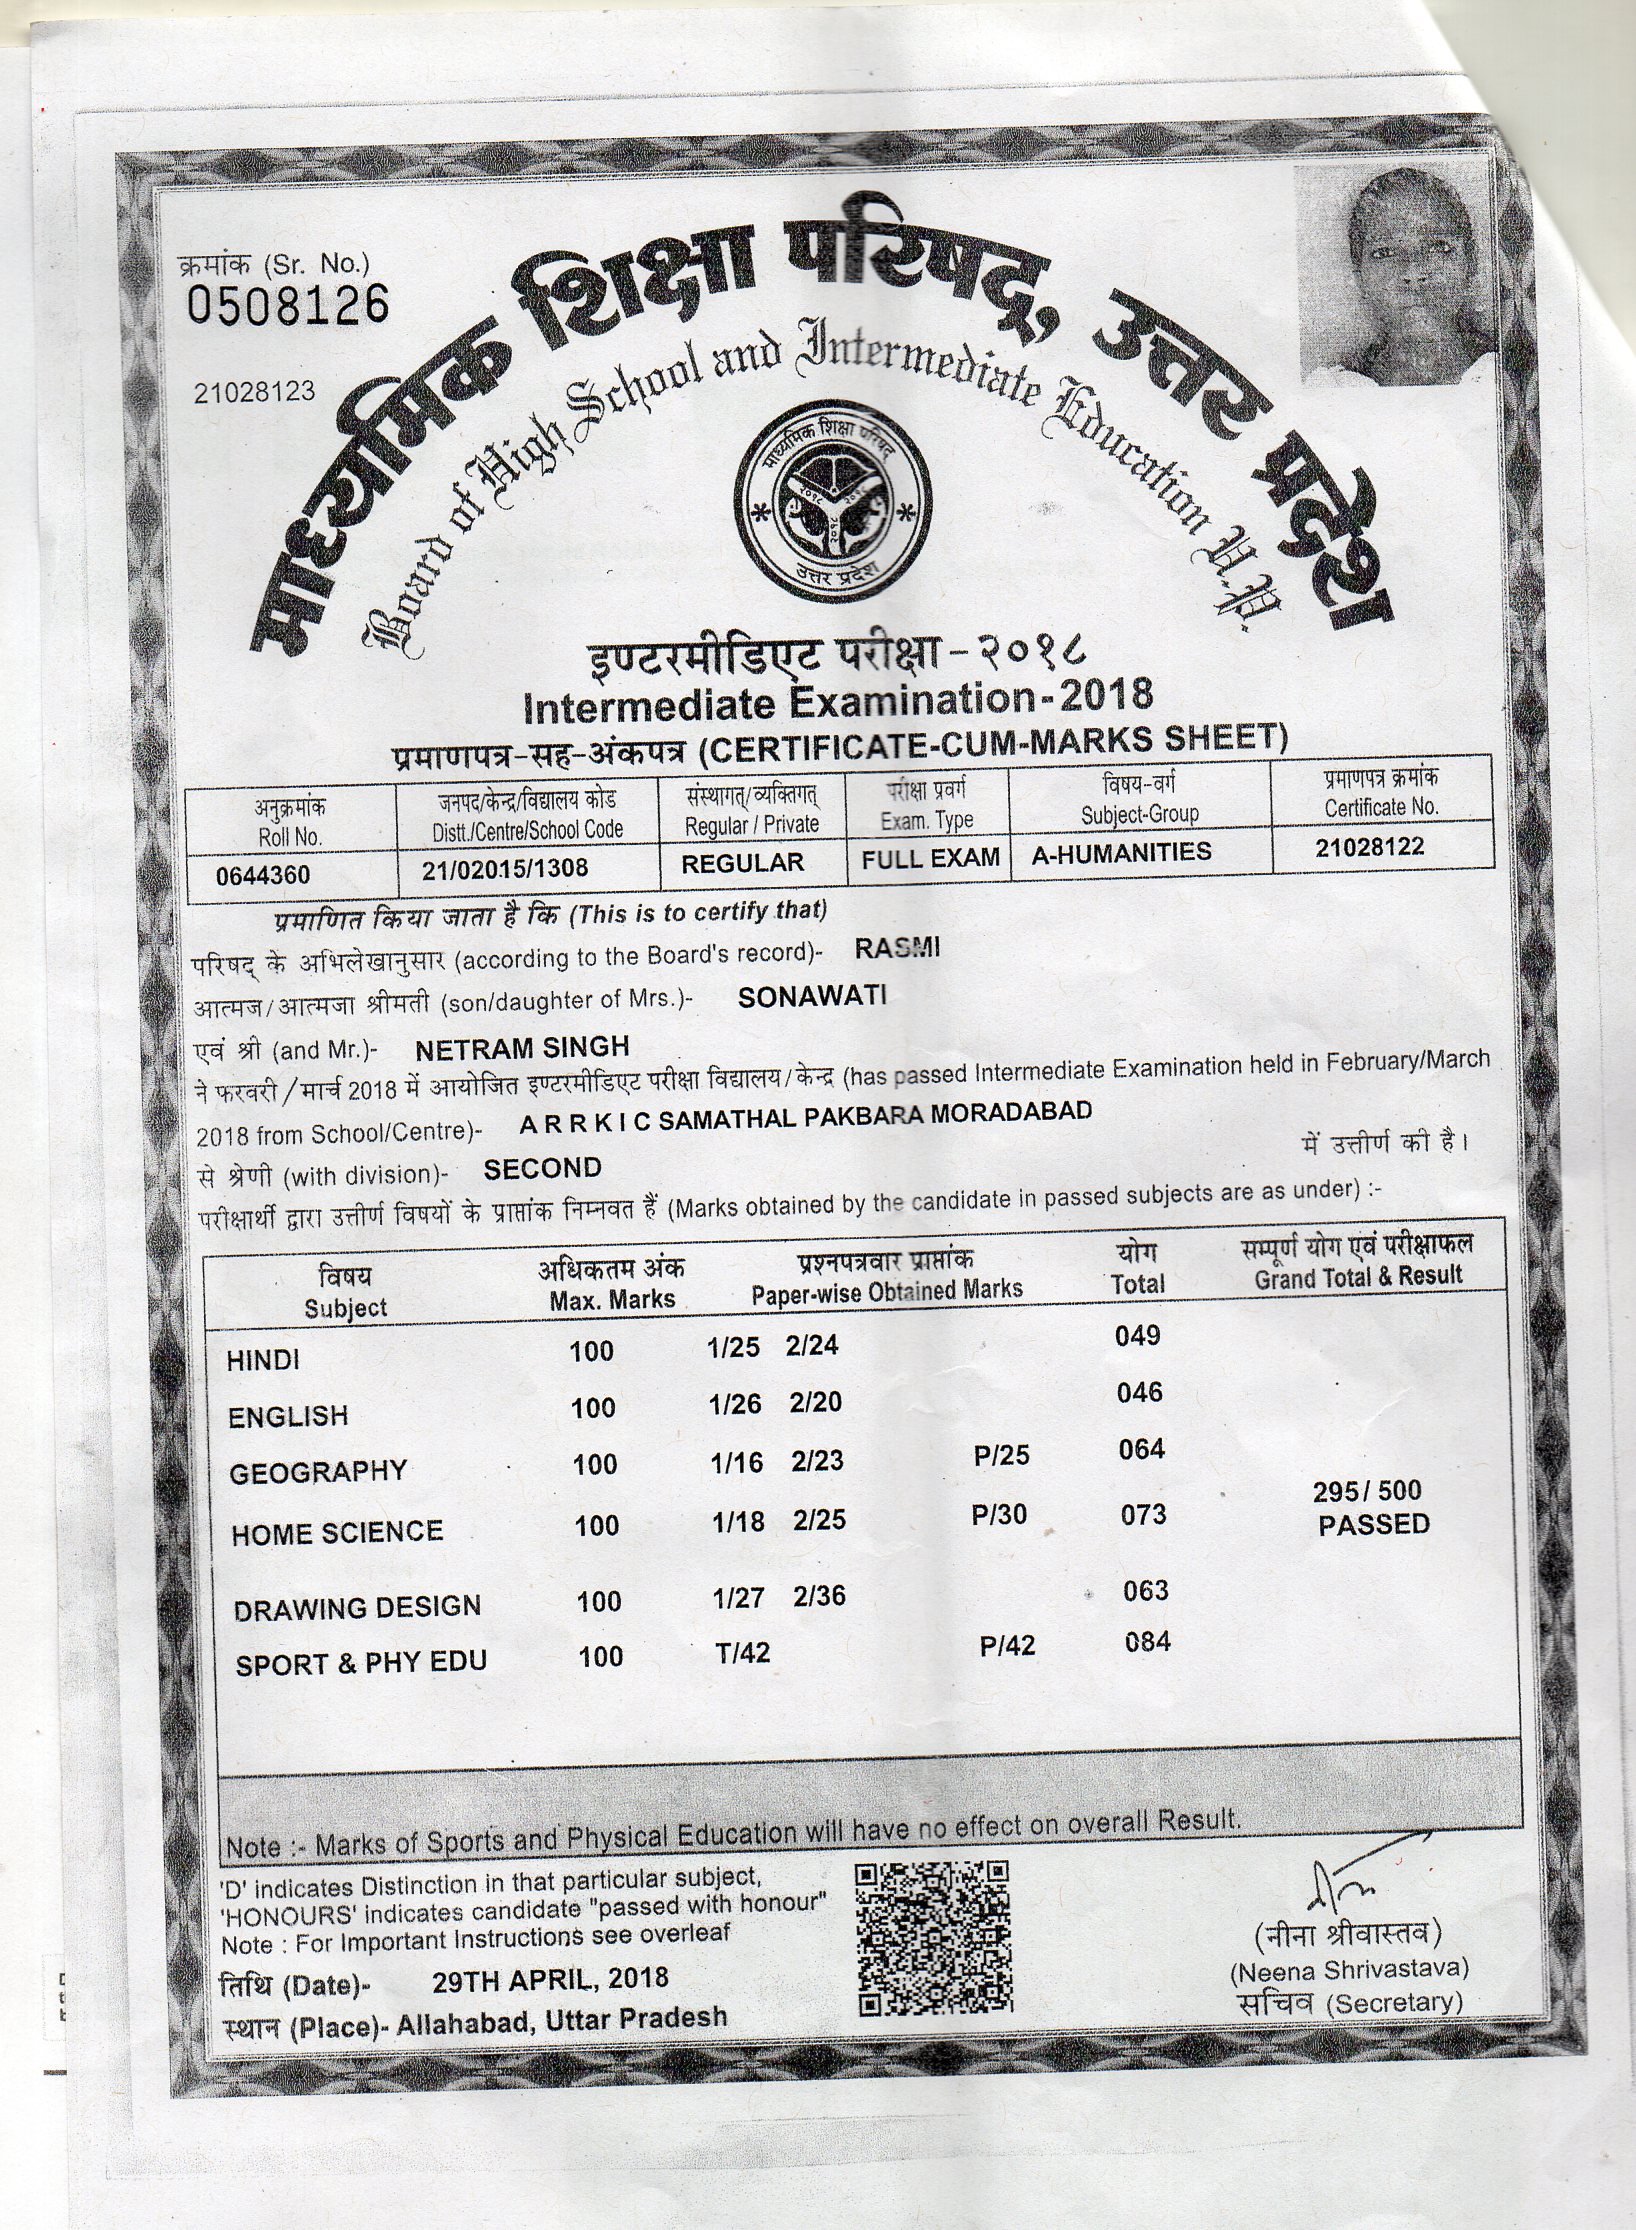 क्रमांक (Sr. No.)
0508126
21028123
माध्यमिक शिक्षा परिषद्, उत्तर प्रदेश
Board of High School and Intermediate Education U.P.
माध्यमिक शिक्षा परिषद्
२०१८ २०१८
२०१८
उत्तर प्रदेश
इण्टरमीडिएट परीक्षा-२०१८
Intermediate Examination-2018
प्रमाणपत्र-सह-अंकपत्र (CERTIFICATE-CUM-MARKS SHEET)
अनुक्रमांक जनपद/केन्द्र/विद्यालय कोड संस्थागत्/व्यक्तिगत् परीक्षा प्रवर्ग विषय-वर्ग प्रमाणपत्र क्रमांक
Roll No. Distt./Centre/School Code Regular / Private Exam. Type Subject-Group Certificate No.
0644360 21/02015/1308 REGULAR FULL EXAM A-HUMANITIES 21028122
प्रमाणित किया जाता है कि (This is to certify that)
परिषद् के अभिलेखानुसार (according to the Board's record)- RASMI
आत्मज/आत्मजा श्रीमती (son/daughter of Mrs.)- SONAWATI
एवं श्री (and Mr.)- NETRAM SINGH
ने फरवरी/मार्च 2018 में आयोजित इण्टरमीडिएट परीक्षा विद्यालय/केन्द्र (has passed Intermediate Examination held in February/March
2018 from School/Centre)- A R R K I C SAMATHAL PAKBARA MORADABAD
से श्रेणी (with division)- SECOND में उत्तीर्ण की है।
परीक्षार्थी द्वारा उत्तीर्ण विषयों के प्राप्तांक निम्नवत हैं (Marks obtained by the candidate in passed subjects are as under) :-
विषय अधिकतम अंक प्रश्नपत्रवार प्राप्तांक योग सम्पूर्ण योग एवं परीक्षाफल
Subject Max. Marks Paper-wise Obtained Marks Total Grand Total & Result
HINDI 100 1/25 2/24 049
ENGLISH 100 1/26 2/20 046
GEOGRAPHY 100 1/16 2/23 P/25 064
295/ 500
HOME SCIENCE 100 1/18 2/25 P/30 073 PASSED
DRAWING DESIGN 100 1/27 2/36 063
SPORT & PHY EDU 100 T/42 P/42 084
Note :- Marks of Sports and Physical Education will have no effect on overall Result.
'D' indicates Distinction in that particular subject,
'HONOURS' indicates candidate "passed with honour"
Note : For Important Instructions see overleaf
तिथि (Date)- 29TH APRIL, 2018
स्थान (Place)- Allahabad, Uttar Pradesh
(नीना श्रीवास्तव)
(Neena Shrivastava)
सचिव (Secretary)